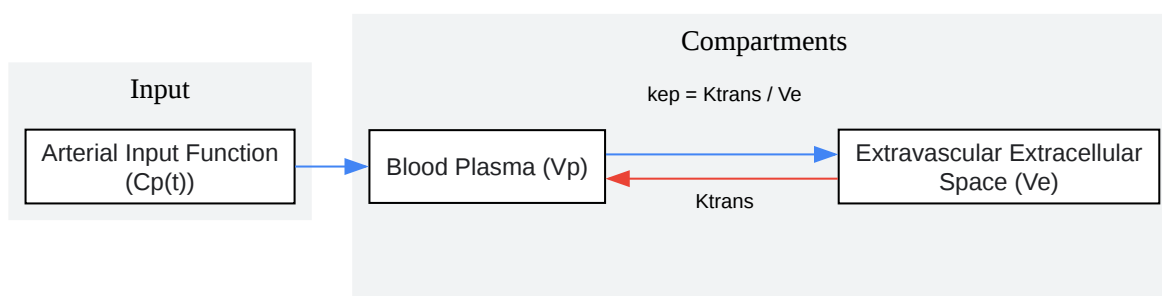 Compartments
Input
kep = Ktrans / Ve
Arterial Input Function
(Cp(t))
Blood Plasma (Vp)
Extravascular Extracellular
Space (Ve)
Ktrans